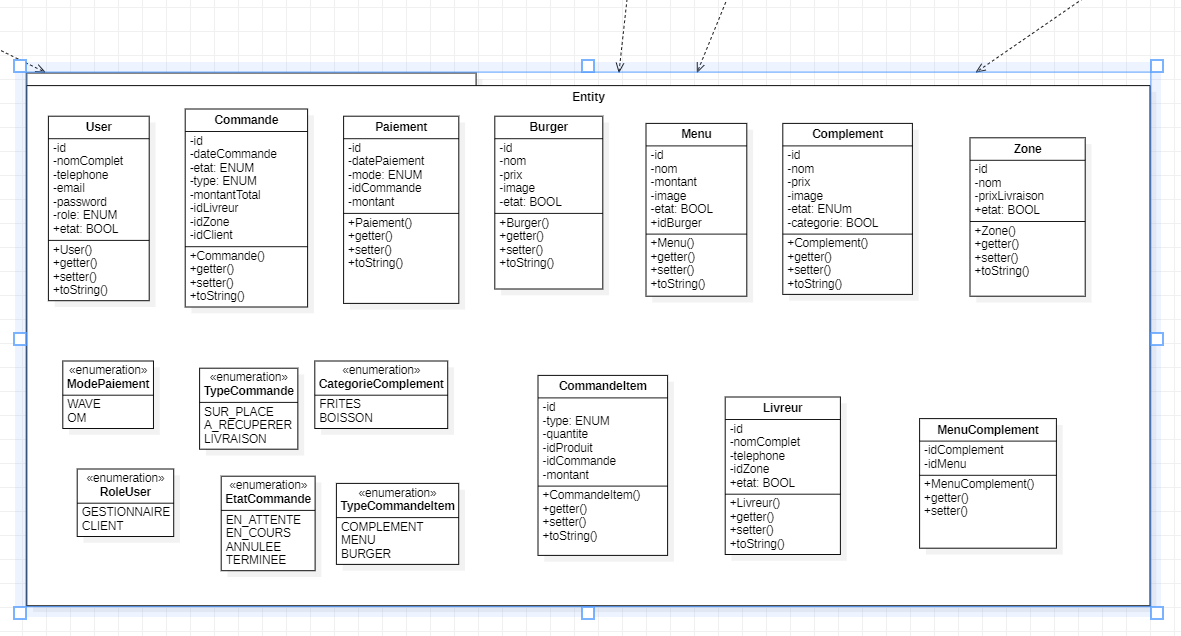 Entity
User
-id
-nomComplet
-telephone
-email
-password
-role: ENUM
+etat: BOOL
+User()
+getter()
+setter()
+toString()
Commande
-id
-dateCommande
-etat: ENUM
-type: ENUM
-montantTotal
-idLivreur
-idZone
-idClient
+Commande()
+getter()
+setter()
+toString()
Paiement
-id
-datePaiement
-mode: ENUM
-idCommande
-montant
+Paiement()
+getter()
+setter()
+toString()
Burger
-id
-nom
-prix
-image
-etat: BOOL
+Burger()
+getter()
+setter()
+toString()
Menu
-id
-nom
-montant
-image
-etat: BOOL
+idBurger
+Menu()
+getter()
+setter()
+toString()
Complement
-id
-nom
-prix
-image
-etat: ENUm
-categorie: BOOL
+Complement()
+getter()
+setter()
+toString()
Zone
-id
-nom
-prixLivraison
+etat: BOOL
+Zone()
+getter()
+setter()
+toString()
«enumeration»
ModePaiement
WAVE
OM
«enumeration»
TypeCommande
SUR_PLACE
A_RECUPERER
LIVRAISON
«enumeration»
CategorieComplement
FRITES
BOISSON
«enumeration»
RoleUser
GESTIONNAIRE
CLIENT
«enumeration»
EtatCommande
EN_ATTENTE
EN_COURS
ANNULEE
TERMINEE
«enumeration»
TypeCommandeItem
COMPLEMENT
MENU
BURGER
CommandeItem
-id
-type: ENUM
-quantite
-idProduit
-idCommande
-montant
+CommandeItem()
+getter()
+setter()
+toString()
Livreur
-id
-nomComplet
-telephone
-idZone
+etat: BOOL
+Livreur()
+getter()
+setter()
+toString()
MenuComplement
-idComplement
-idMenu
+MenuComplement()
+getter()
+setter()